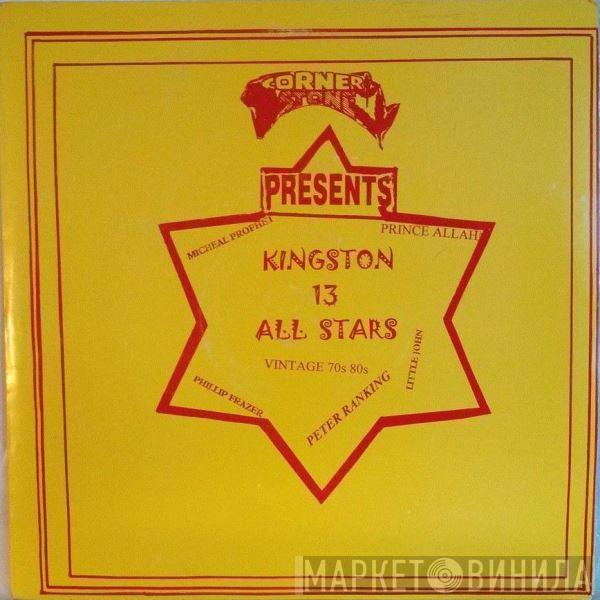 CORNER
STONE
PRESENTS
MICHEAL PROPHET
PRINCE ALLAH
KINGSTON
13
ALL STARS
VINTAGE 70s 80s
PHILLIP FRAZER
PETER RANKING
LITTLE JOHN
МАРКЕТ ВИНИЛА